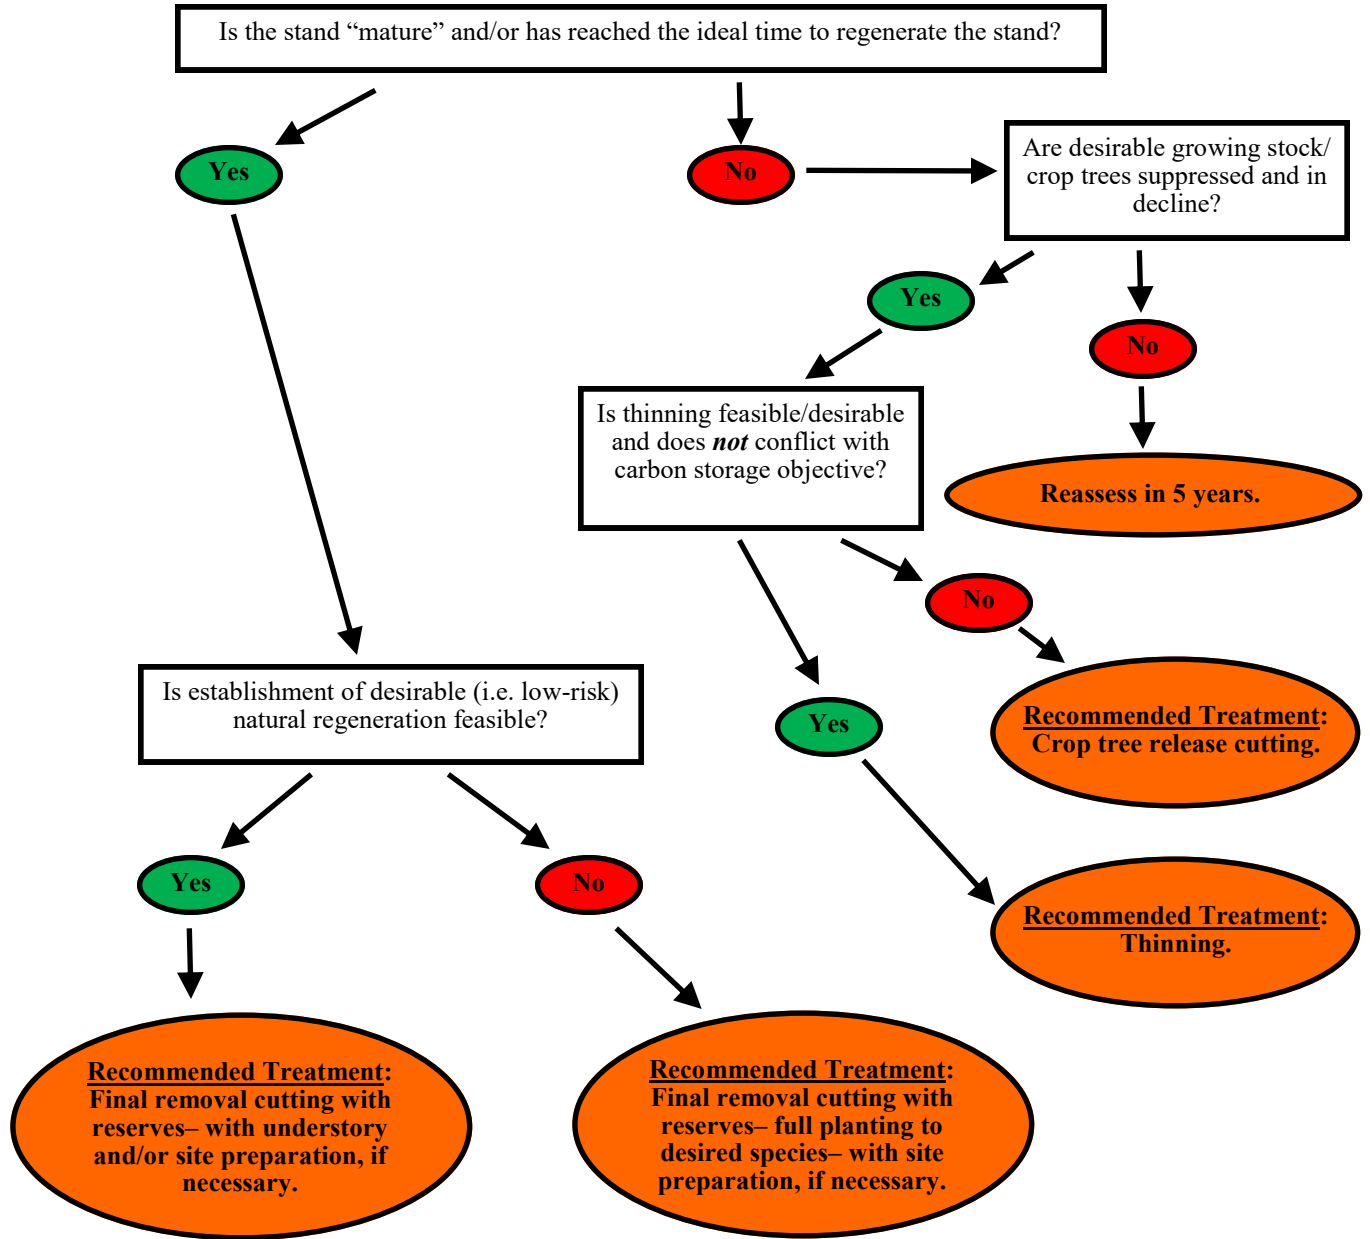 Is the stand “mature” and/or has reached the ideal time to regenerate the stand?
Yes
No
Are desirable growing stock/
crop trees suppressed and in
decline?
Yes
No
Is thinning feasible/desirable
and does not conflict with
carbon storage objective?
Reassess in 5 years.
No
Is establishment of desirable (i.e. low-risk)
natural regeneration feasible?
Yes
Recommended Treatment:
Crop tree release cutting.
Yes
No
Recommended Treatment:
Thinning.
Recommended Treatment:
Final removal cutting with
reserves– with understory
and/or site preparation, if
necessary.
Recommended Treatment:
Final removal cutting with
reserves– full planting to
desired species– with site
preparation, if necessary.